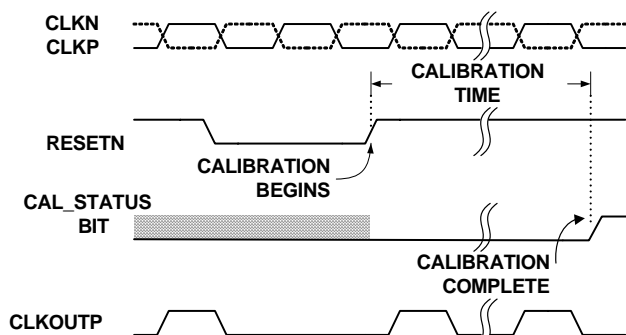 CLKN
CLKP
CALIBRATION
TIME
RESETN
CALIBRATION
BEGINS
CAL_STATUS
BIT
CALIBRATION
COMPLETE
CLKOUTP